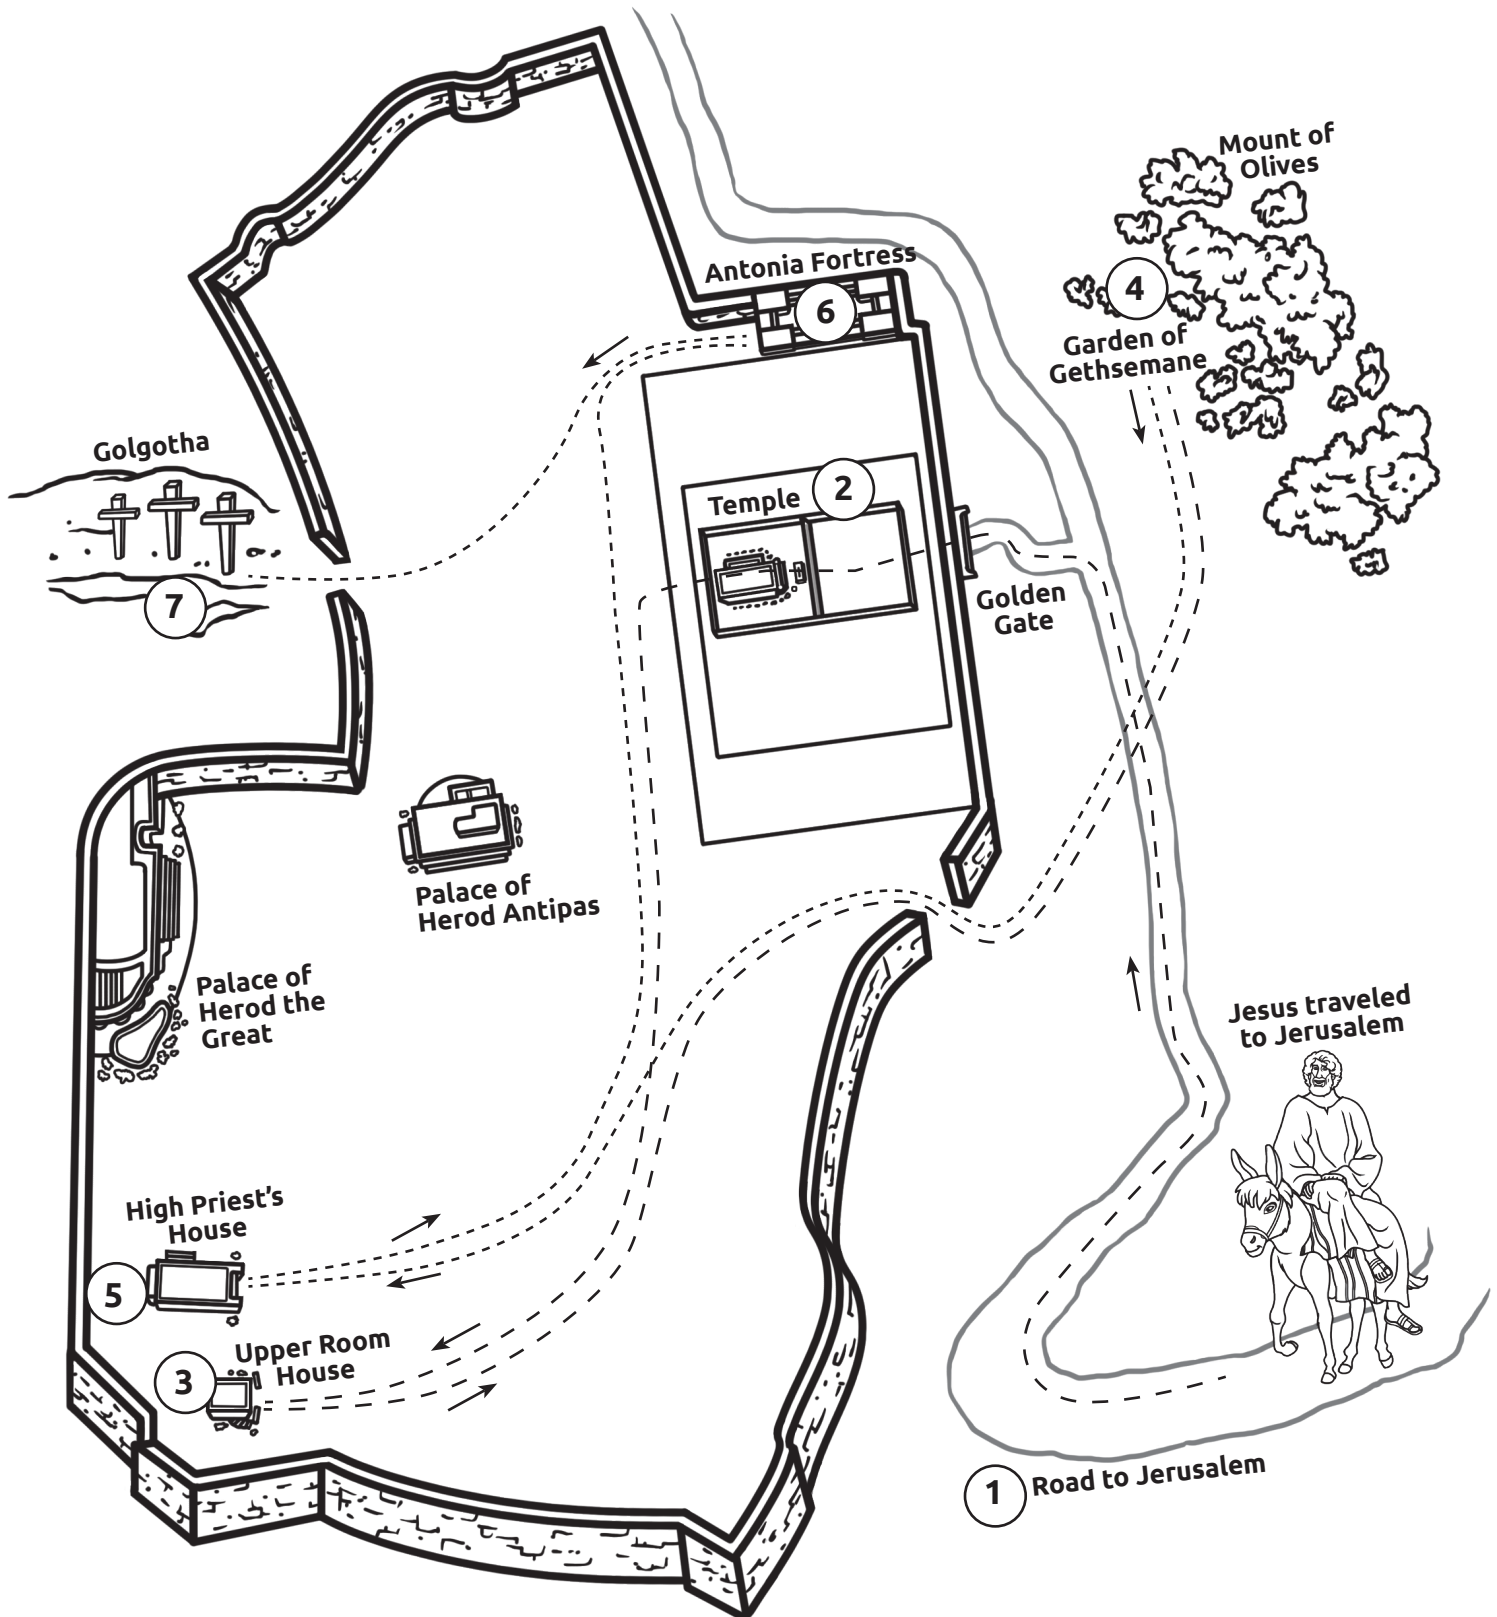 Mount of
Olives
Antonia Fortress
6
4
Garden of
Gethsemane
Golgotha
Temple
2
7
Golden
Gate
Palace of
Herod Antipas
Palace of
Herod the
Great
Jesus traveled
to Jerusalem
High Priest's
House
5
Upper Room
House
3
1
Road to Jerusalem